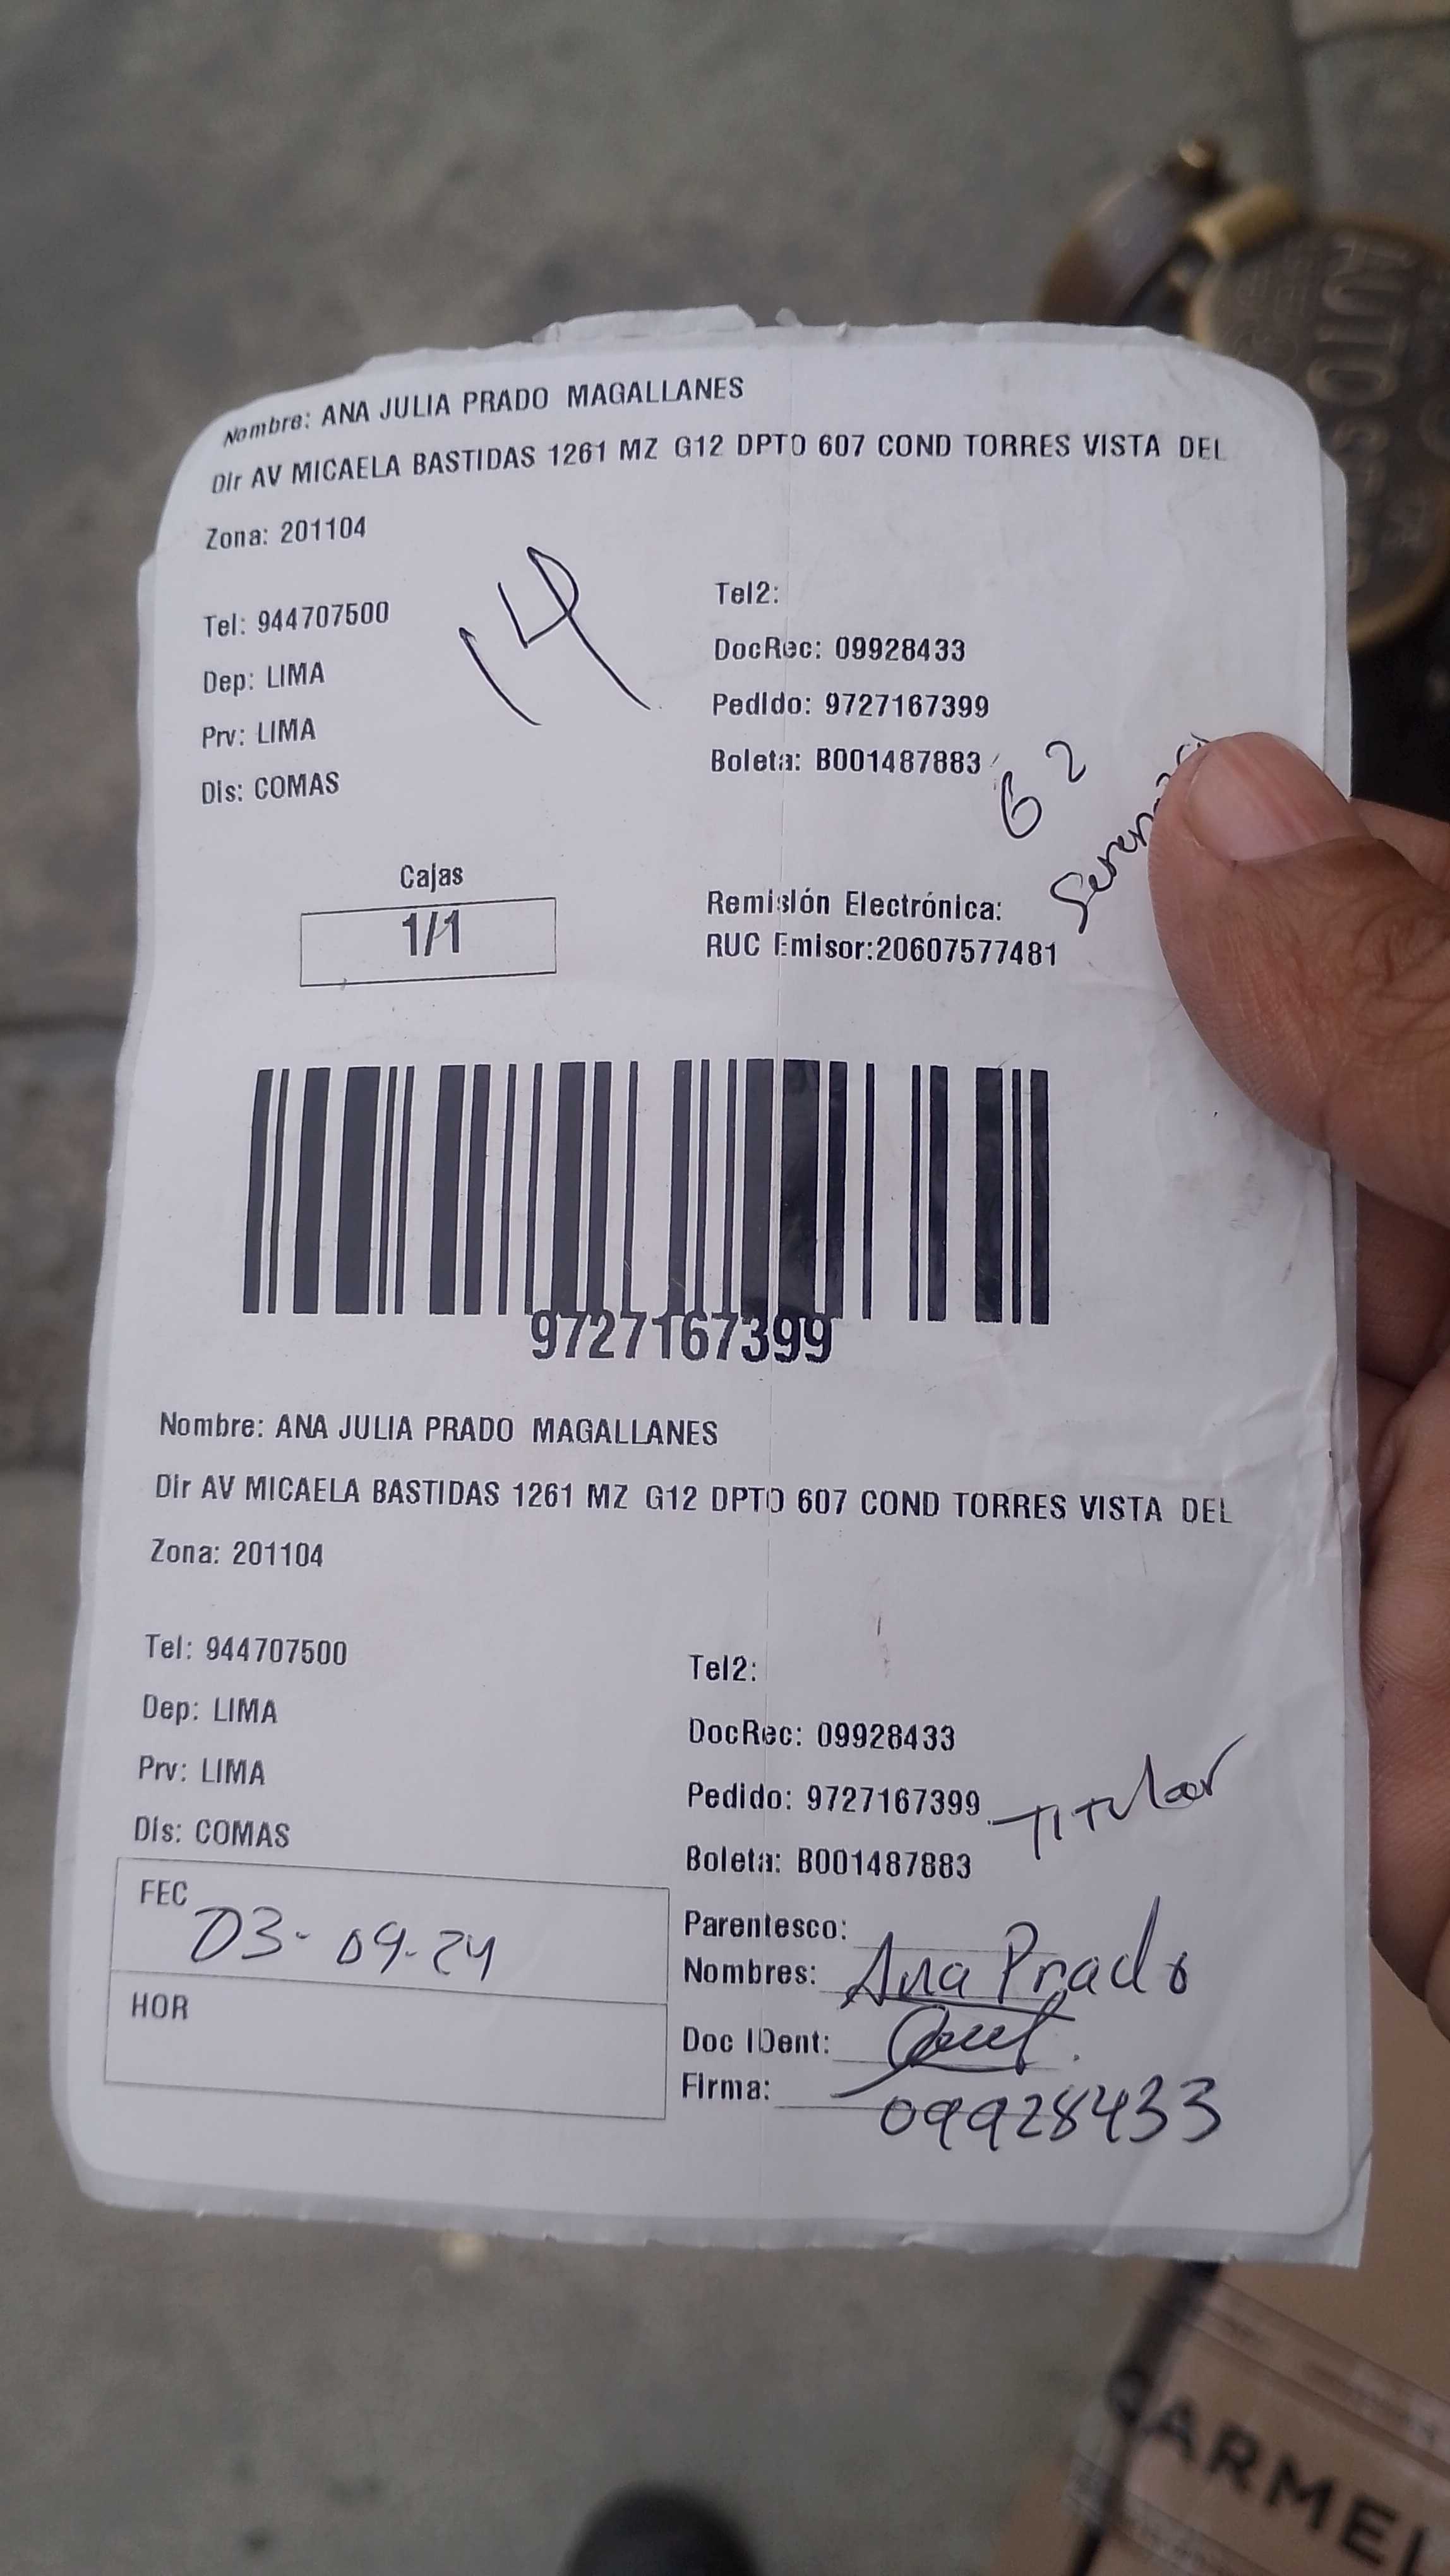 Nombre: ANA JULIA PRADO MAGALLANES
Dir AV MICAELA BASTIDAS 1261 MZ G12 DPTO 607 COND TORRES VISTA DEL
Zona: 201104
14
Tel: 944707500
Tel2:
Dep: LIMA
DocRec: 09928433
Prv: LIMA
Pedido: 9727167399
Dis: COMAS
Boleta: B001487883
62
Cajas
1/1
Remisión Electrónica:
RUC Emisor:20607577481
9727167399
Nombre: ANA JULIA PRADO MAGALLANES
Dir AV MICAELA BASTIDAS 1261 MZ G12 DPTO 607 COND TORRES VISTA DEL
Zona: 201104
Tel: 944707500
Tel2:
Dep: LIMA
DocRec: 09928433
Prv: LIMA
Pedido: 9727167399 TITULAR
Dis: COMAS
Boleta: B001487883
FEC 03-09-24
HOR
Parentesco:
Nombres: Ana Prado
Doc IDent:
Firma:
09928433
AUTO
CARMEL